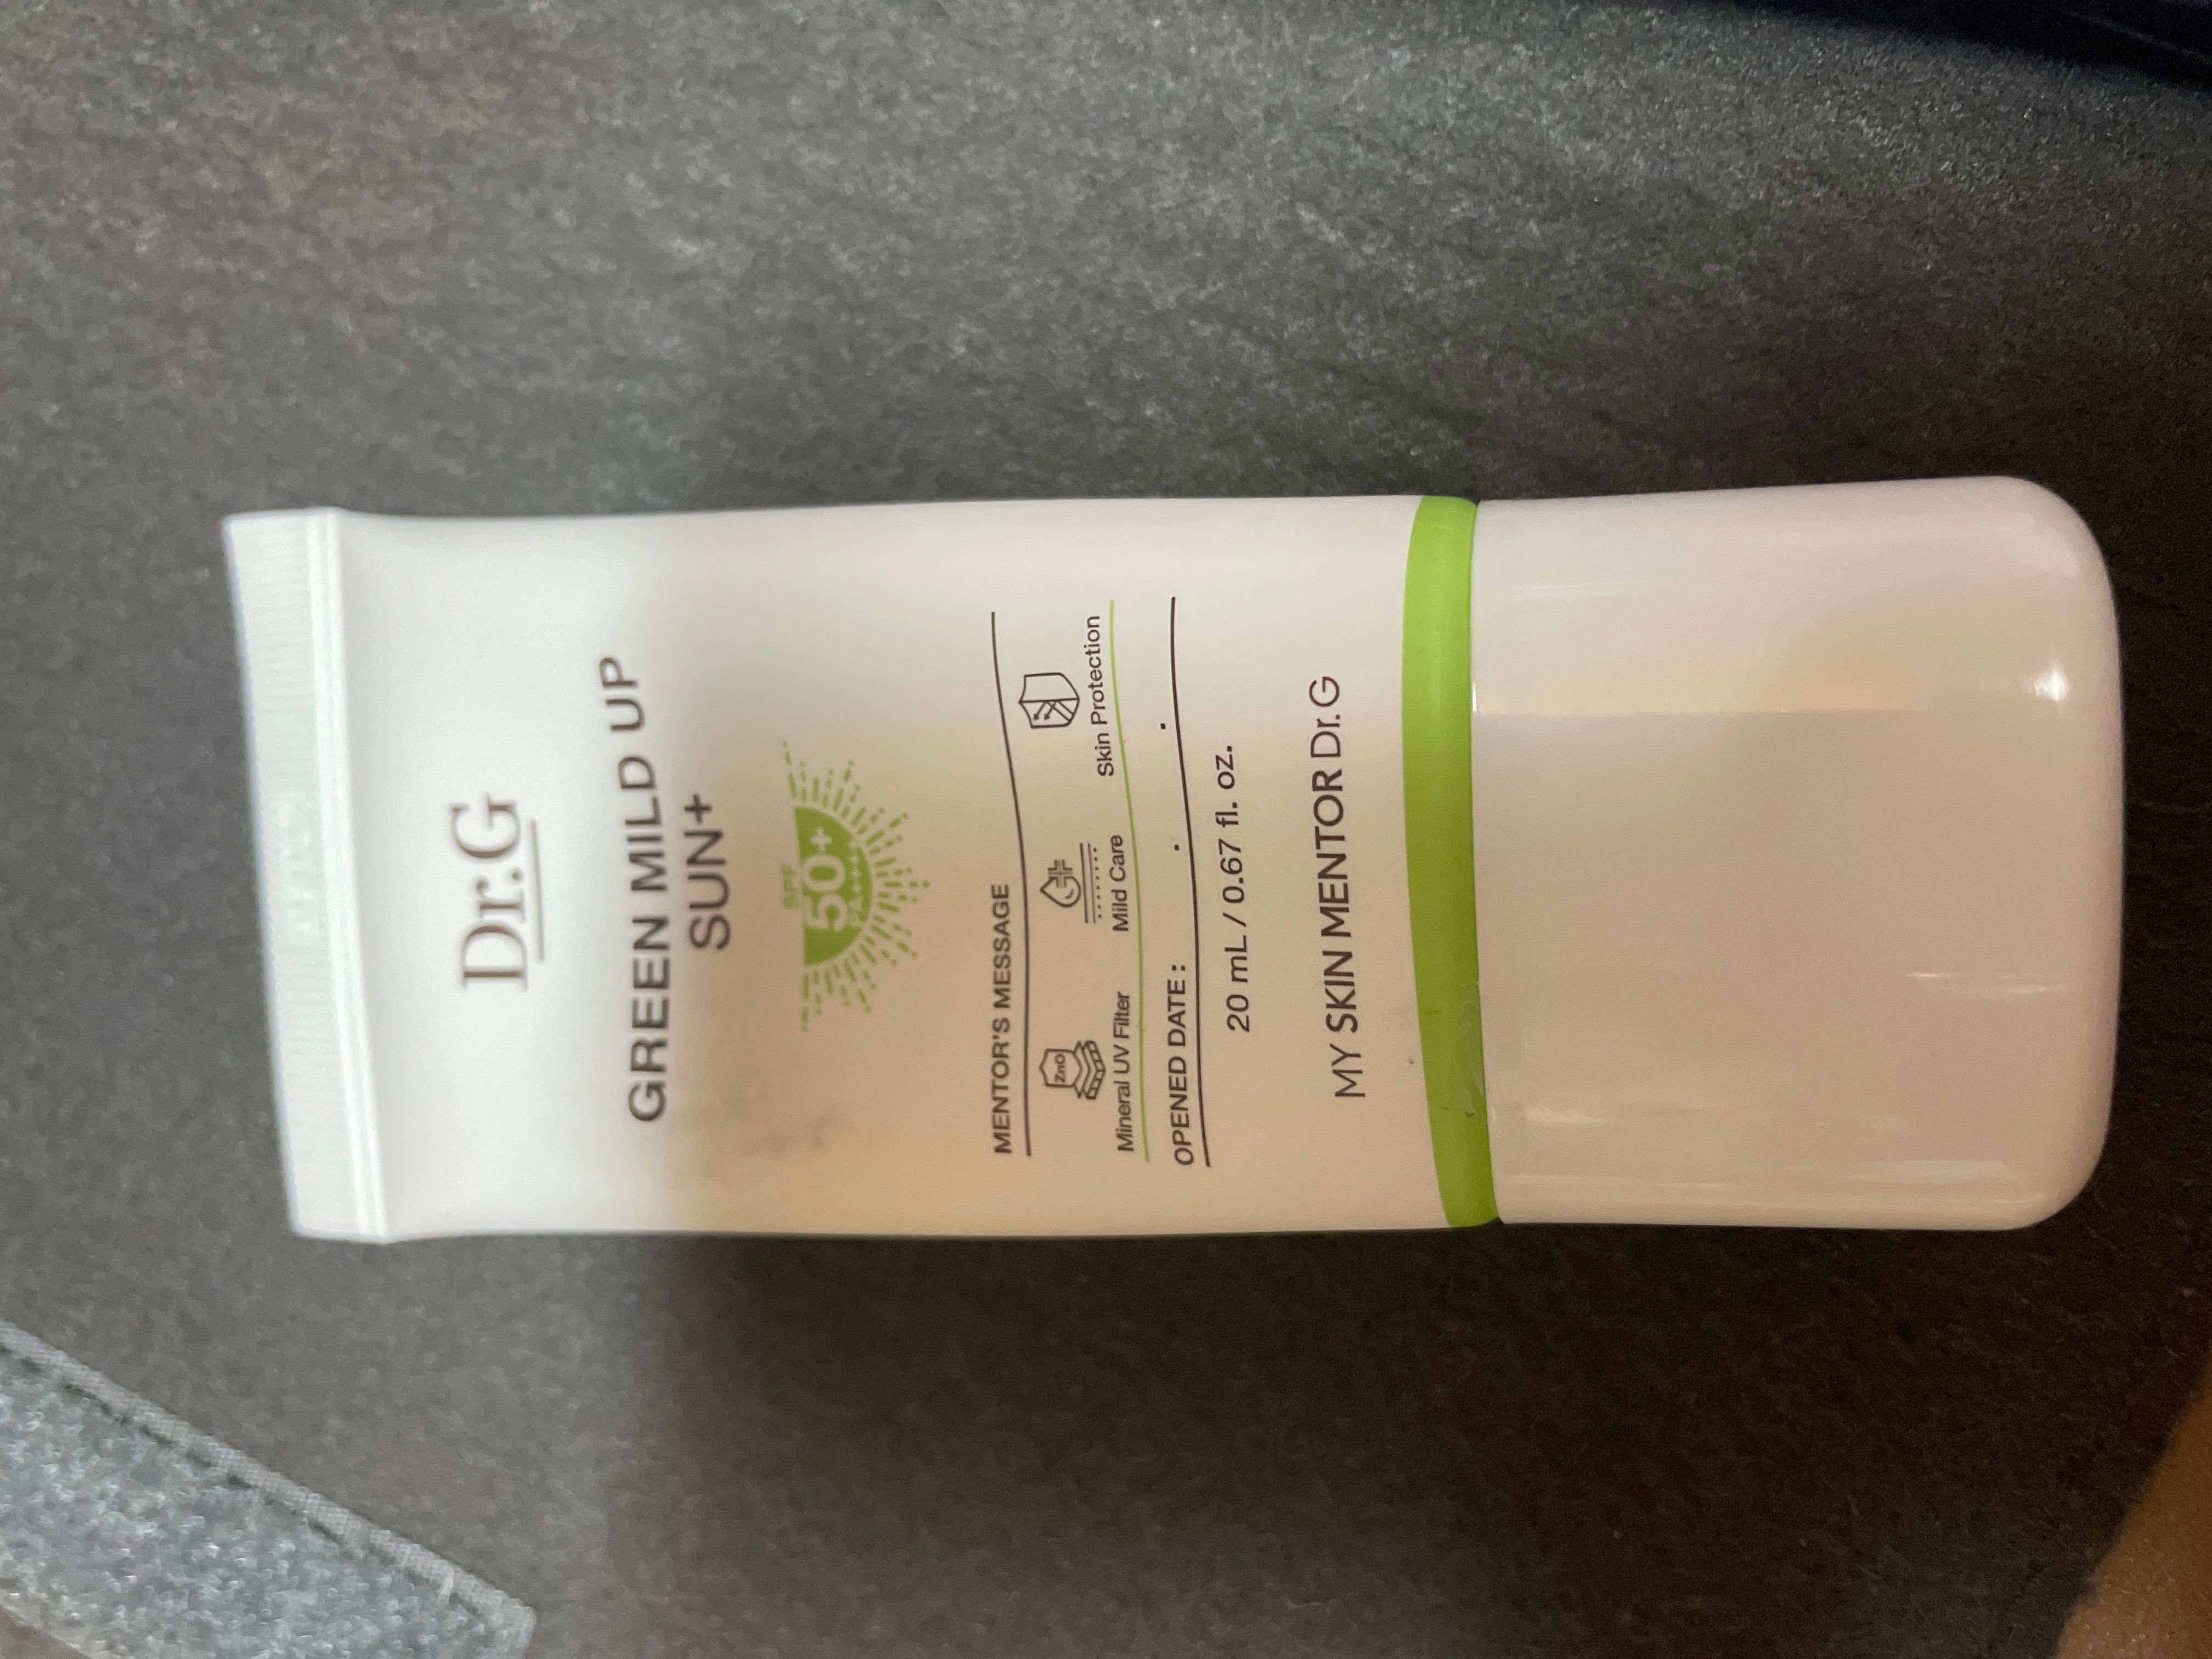 Dr.G
GREEN MILD UP
SUN+
SPF
50+
PA++++
MENTOR'S MESSAGE
ZnO
Mineral UV Filter Mild Care Skin Protection
OPENED DATE : . .
20 mL / 0.67 fl. oz.
MY SKIN MENTOR Dr.G